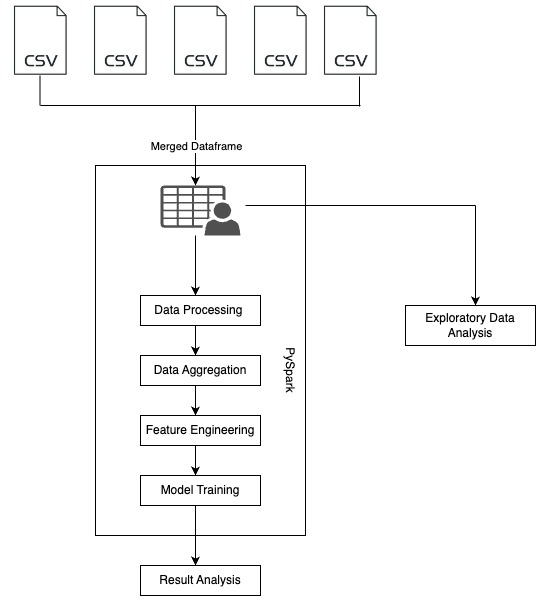 CSV
CSV
CSV
CSV
CSV
Merged Dataframe
Data Processing
Exploratory Data
Analysis
Data Aggregation
PySpark
Feature Engineering
Model Training
Result Analysis